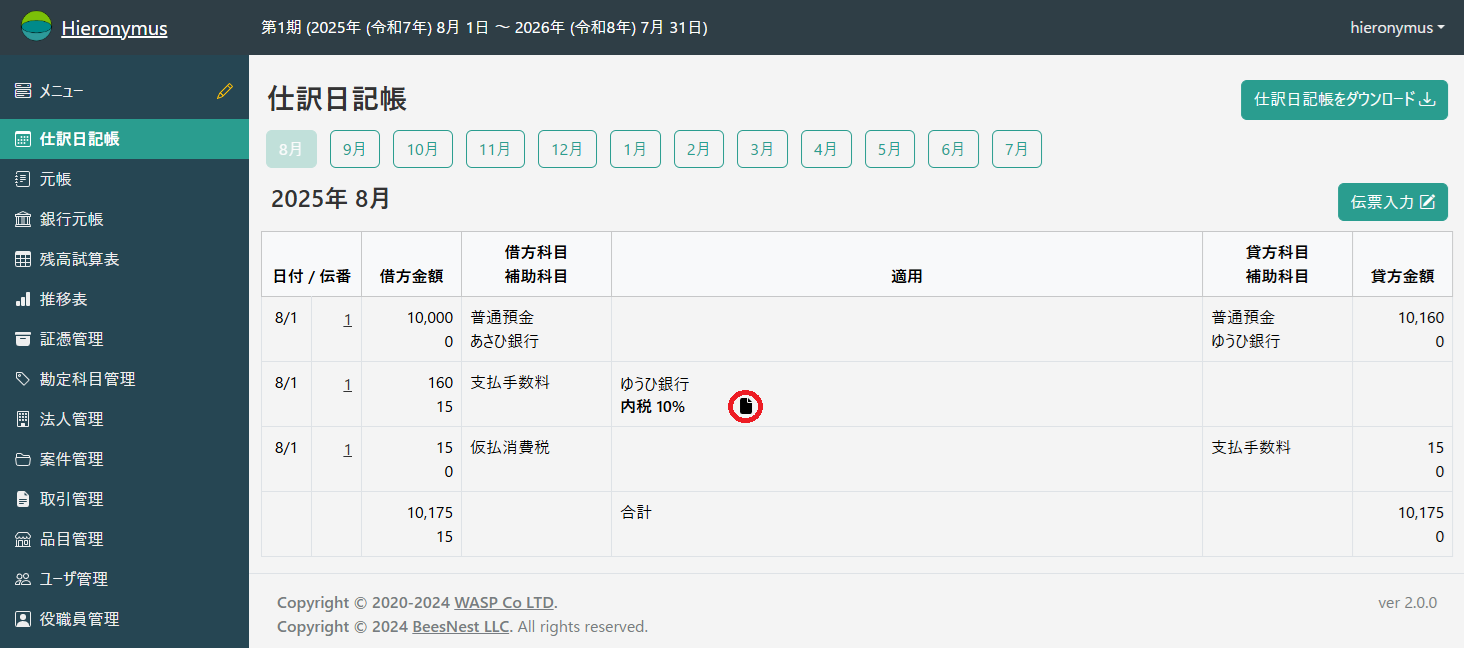 Hieronymus
第1期 (2025年 (令和7年) 8月 1日 ～ 2026年 (令和8年) 7月 31日)
hieronymus
メニュー
仕訳日記帳
元帳
銀行元帳
残高試算表
推移表
証憑管理
勘定科目管理
法人管理
案件管理
取引管理
品目管理
ユーザ管理
役職員管理
仕訳日記帳
仕訳日記帳をダウンロード
8月 9月 10月 11月 12月 1月 2月 3月 4月 5月 6月 7月
2025年 8月
伝票入力
借方科目 貸方科目
日付 / 伝番 借方金額 補助科目 適用 補助科目 貸方金額
8/1 1 10,000 普通預金 普通預金 10,160
0 あさひ銀行 ゆうひ銀行 0
8/1 1 160 支払手数料 ゆうひ銀行
15 内税 10%
8/1 1 15 仮払消費税 支払手数料 15
0 0
10,175 合計 10,175
15 0
Copyright © 2020-2024 WASP Co LTD.
Copyright © 2024 BeesNest LLC. All rights reserved.
ver 2.0.0